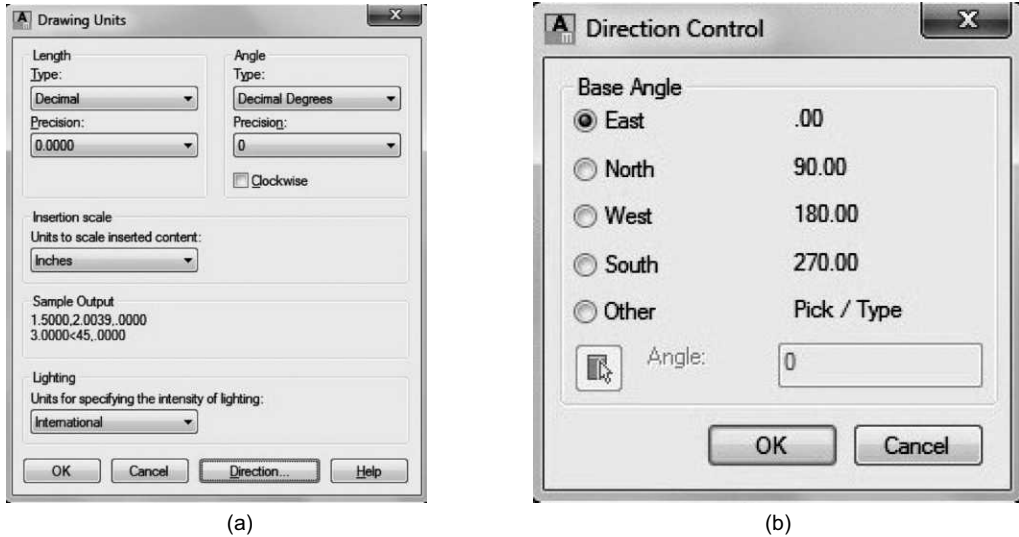 Drawing Units
x
Length
Type:
Decimal
Precision:
0.0000
Angle
Type:
Decimal Degrees
Precision:
0
Clockwise
Insertion scale
Units to scale inserted content:
Inches
Sample Output
1.5000,2.0039,.0000
3.0000<45,.0000
Lighting
Units for specifying the intensity of lighting:
International
OK Cancel Direction... Help
(a)
Direction Control
x
Base Angle
East .00
North 90.00
West 180.00
South 270.00
Other Pick / Type
Angle: 0
OK Cancel
(b)